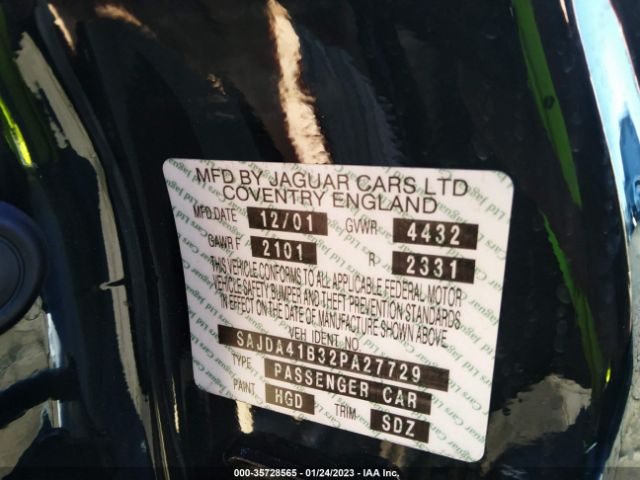 MFD BY JAGUAR CARS LTD
COVENTRY ENGLAND
MFD.DATE 12/01 GVWR 4432
GAWR F 2101 R 2331
THIS VEHICLE CONFORMS TO ALL APPLICABLE FEDERAL MOTOR
VEHICLE SAFETY, BUMPER AND THEFT PREVENTION STANDARDS
IN EFFECT ON THE DATE OF MANUFACTURE SHOWN ABOVE.
VEH IDENT. NO.
SAJDA41B32PA27729
TYPE PASSENGER CAR
PAINT HGD TRIM SDZ
000-35728565 - 01/24/2023 - IAA Inc.